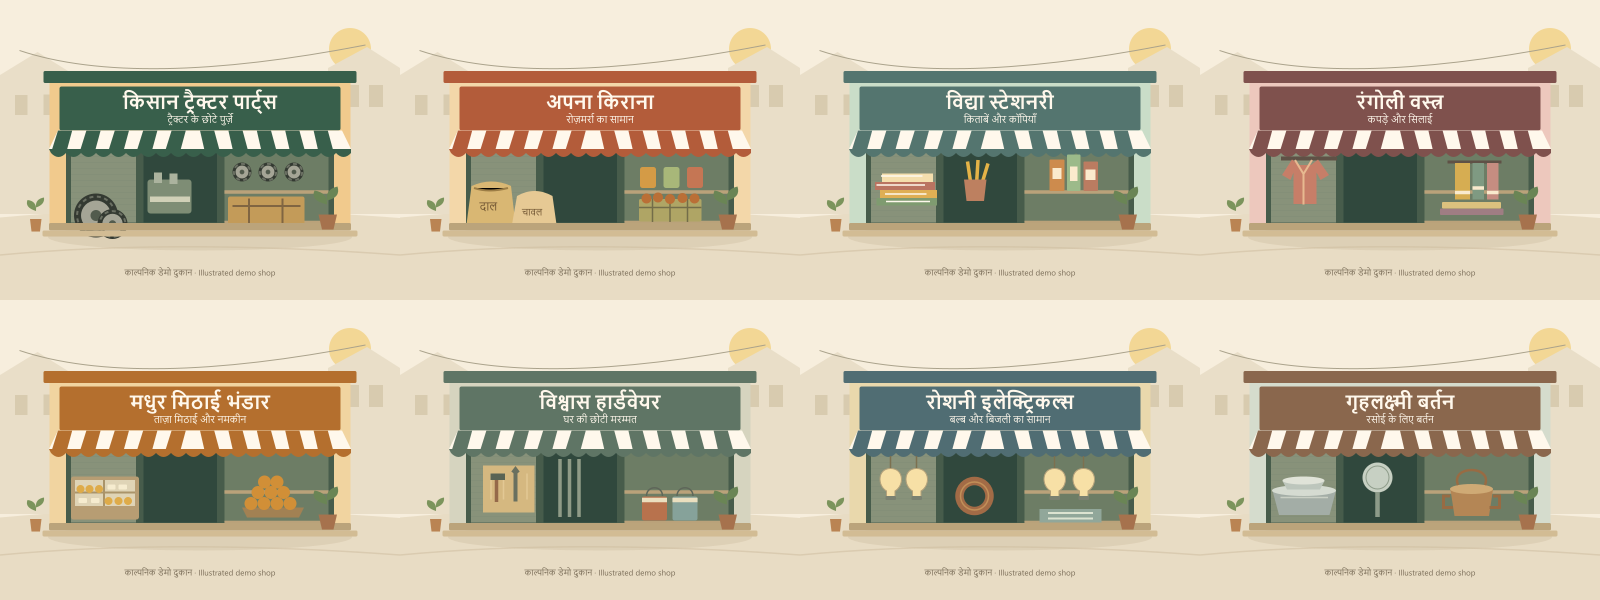 किसान ट्रैक्टर पार्ट्स
ट्रैक्टर के छोटे पुर्ज़े
काल्पनिक डेमो दुकान · Illustrated demo shop
अपना किराना
रोज़मर्रा का सामान
दाल
चावल
काल्पनिक डेमो दुकान · Illustrated demo shop
विद्या स्टेशनरी
किताबें और कॉपियाँ
काल्पनिक डेमो दुकान · Illustrated demo shop
रंगोली वस्त्र
कपड़े और सिलाई
काल्पनिक डेमो दुकान · Illustrated demo shop
मधुर मिठाई भंडार
ताज़ा मिठाई और नमकीन
काल्पनिक डेमो दुकान · Illustrated demo shop
विश्वास हार्डवेयर
घर की छोटी मरम्मत
काल्पनिक डेमो दुकान · Illustrated demo shop
रोशनी इलेक्ट्रिकल्स
बल्ब और बिजली का सामान
काल्पनिक डेमो दुकान · Illustrated demo shop
गृहलक्ष्मी बर्तन
रसोई के लिए बर्तन
काल्पनिक डेमो दुकान · Illustrated demo shop